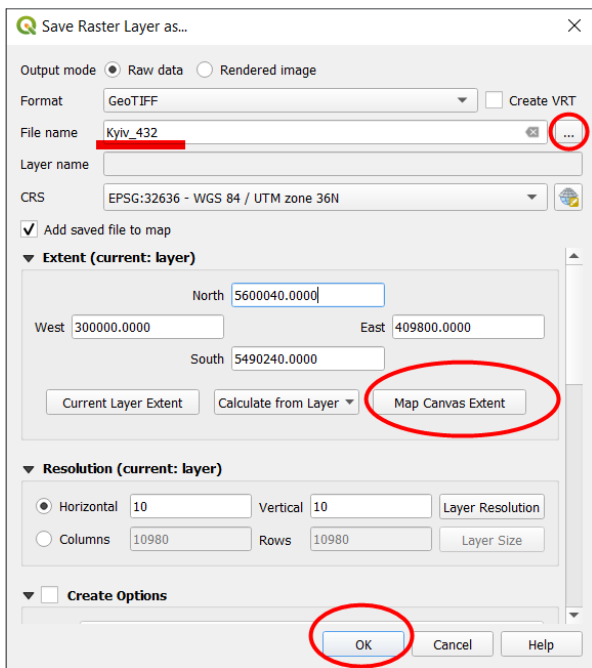 Save Raster Layer as...
Output mode Raw data Rendered image
Format GeoTIFF Create VRT
File name Kyiv_432 ...
Layer name
CRS EPSG:32636 - WGS 84 / UTM zone 36N
Add saved file to map
Extent (current: layer)
North 5600040.0000
West 300000.0000 East 409800.0000
South 5490240.0000
Current Layer Extent Calculate from Layer Map Canvas Extent
Resolution (current: layer)
Horizontal 10 Vertical 10 Layer Resolution
Columns 10980 Rows 10980 Layer Size
Create Options
OK Cancel Help